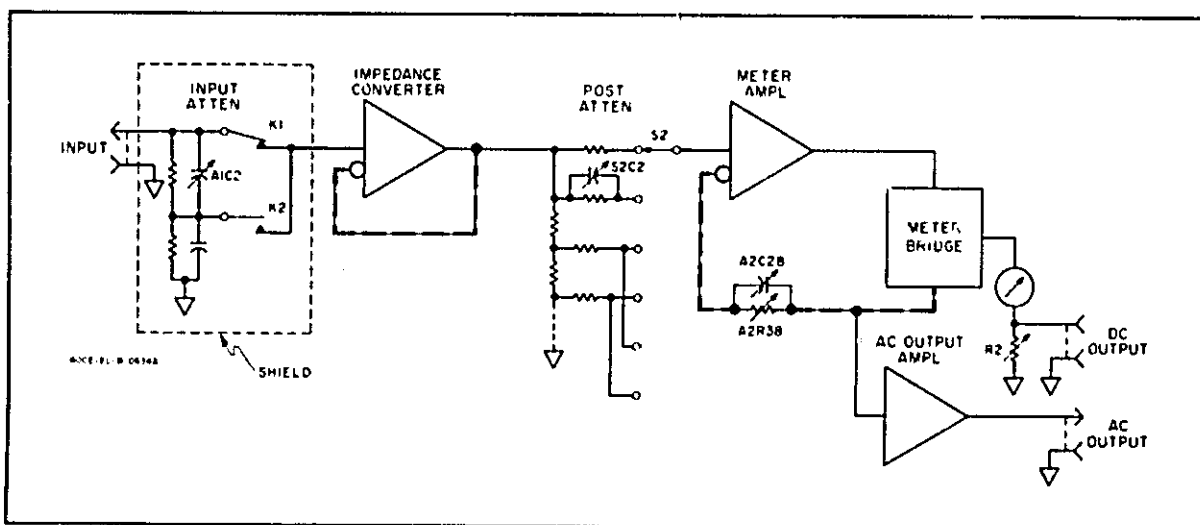 INPUT
ATTEN
IMPEDANCE
CONVERTER
POST
ATTEN
METER
AMPL
K1
INPUT
A1C2
S2
S2C2
K2
METER
BRIDGE
A2C28
A2R38
AC OUTPUT
AMPL
R2
DC
OUTPUT
SHIELD
AC
OUTPUT